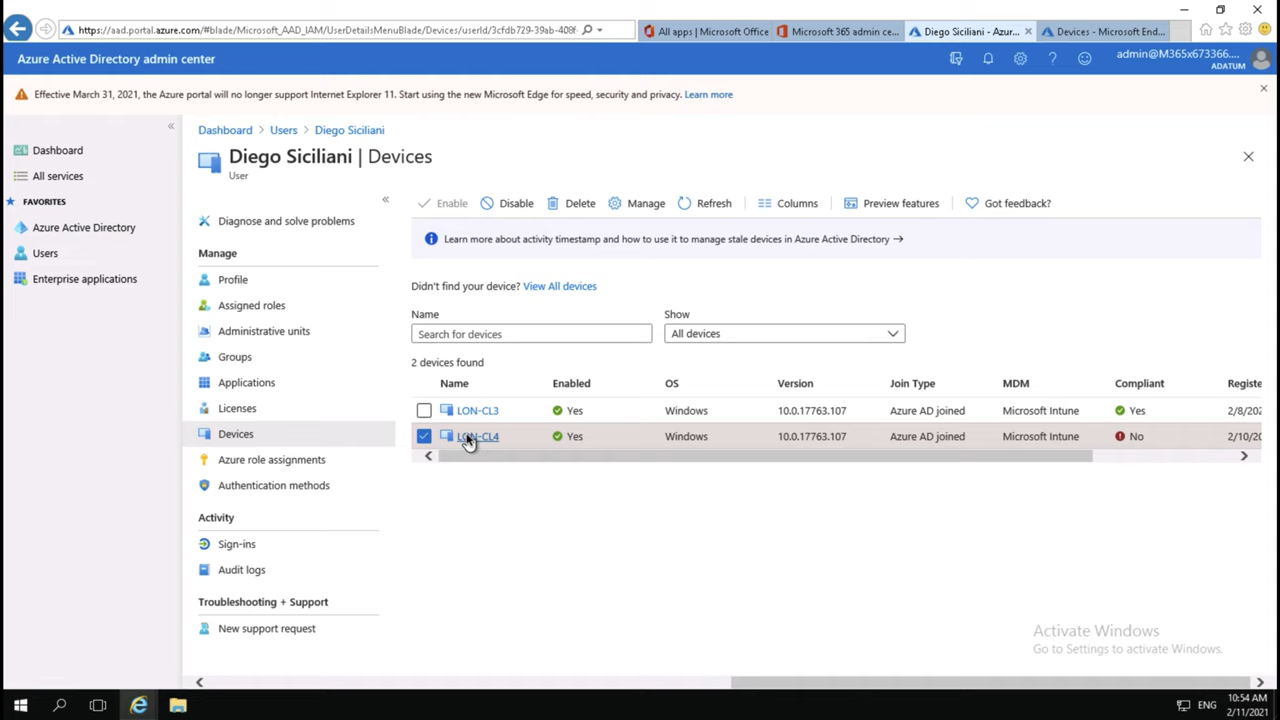 https://aad.portal.azure.com/#blade/Microsoft_AAD_IAM/UserDetailsMenuBlade/Devices/userId/3cfdb729-39ab-408f-
All apps | Microsoft Office
Microsoft 365 admin ce...
Diego Siciliani - Azur...
Devices - Microsoft End...
Azure Active Directory admin center
admin@M365x673366....
ADATUM
Effective March 31, 2021, the Azure portal will no longer support Internet Explorer 11. Start using the new Microsoft Edge for speed, security and privacy. Learn more
Dashboard
All services
FAVORITES
Azure Active Directory
Users
Enterprise applications
Dashboard > Users > Diego Siciliani
Diego Siciliani | Devices
User
Diagnose and solve problems
Manage
Profile
Assigned roles
Administrative units
Groups
Applications
Licenses
Devices
Azure role assignments
Authentication methods
Activity
Sign-ins
Audit logs
Troubleshooting + Support
New support request
Enable Disable Delete Manage Refresh Columns Preview features Got feedback?
Learn more about activity timestamp and how to use it to manage stale devices in Azure Active Directory →
Didn't find your device? View All devices
Name Show
Search for devices All devices
2 devices found
Name Enabled OS Version Join Type MDM Compliant Registe
LON-CL3 Yes Windows 10.0.17763.107 Azure AD joined Microsoft Intune Yes 2/8/202
LON-CL4 Yes Windows 10.0.17763.107 Azure AD joined Microsoft Intune No 2/10/20
Activate Windows
Go to Settings to activate Windows.
ENG
10:54 AM
2/11/2021